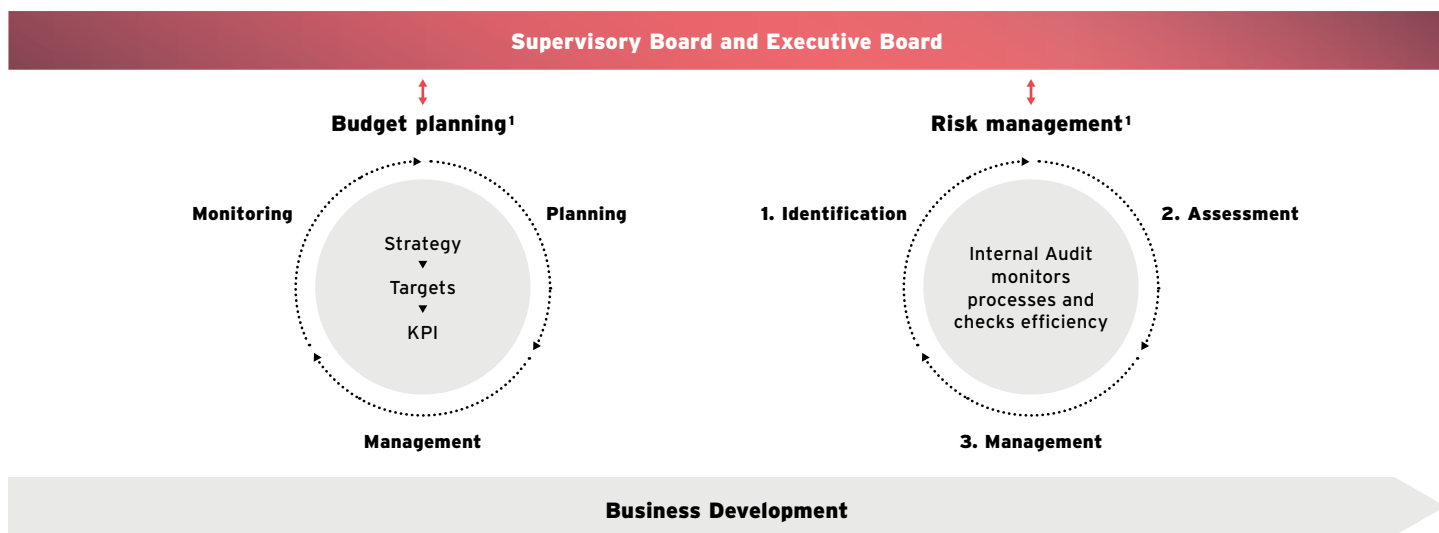 Supervisory Board and Executive Board
Budget planning¹
Monitoring
Planning
Strategy
Targets
KPI
Management
Risk management¹
1. Identification
2. Assessment
Internal Audit
monitors
processes and
checks efficiency
3. Management
Business Development